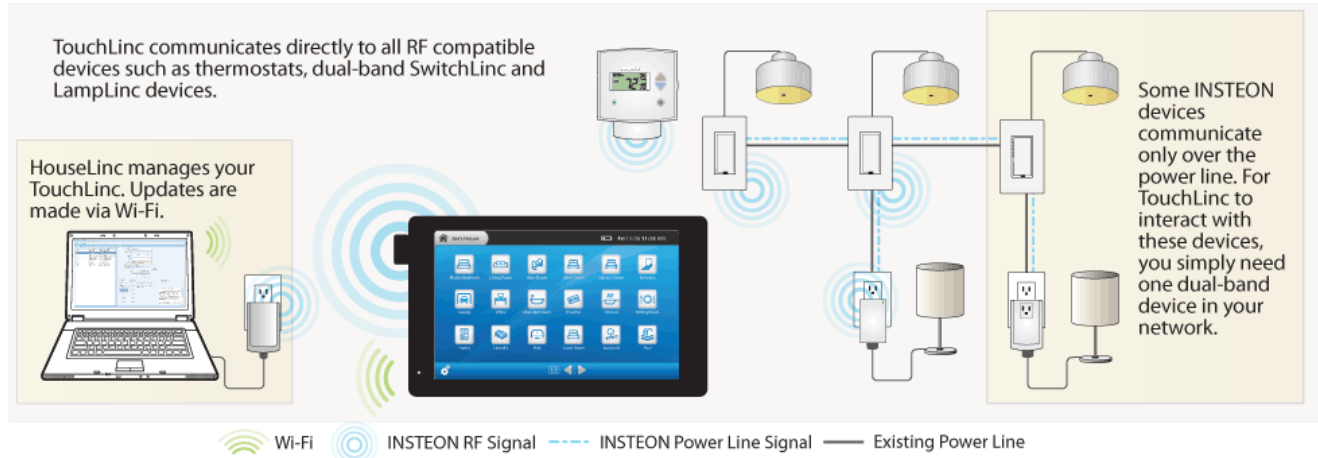 TouchLinc communicates directly to all RF compatible
devices such as thermostats, dual-band SwitchLinc and
LampLinc devices.
HouseLinc manages your
TouchLinc. Updates are
made via Wi-Fi.
Some INSTEON
devices
communicate
only over the
power line. For
TouchLinc to
interact with
these devices,
you simply need
one dual-band
device in your
network.
Wi-Fi
INSTEON RF Signal
INSTEON Power Line Signal
Existing Power Line